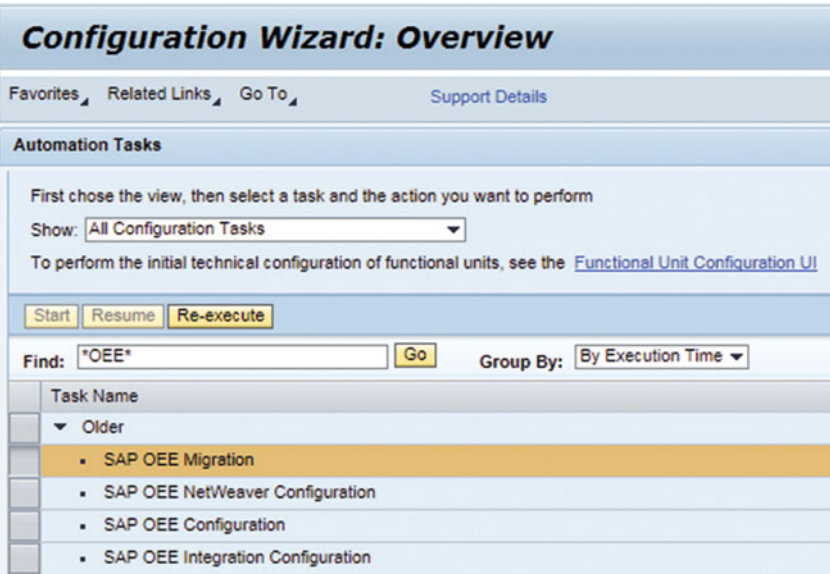 Configuration Wizard: Overview
Favorites Related Links Go To Support Details
Automation Tasks
First chose the view, then select a task and the action you want to perform
Show: All Configuration Tasks
To perform the initial technical configuration of functional units, see the Functional Unit Configuration UI
Start Resume Re-execute
Find: *OEE* Go Group By: By Execution Time
Task Name
Older
SAP OEE Migration
SAP OEE NetWeaver Configuration
SAP OEE Configuration
SAP OEE Integration Configuration